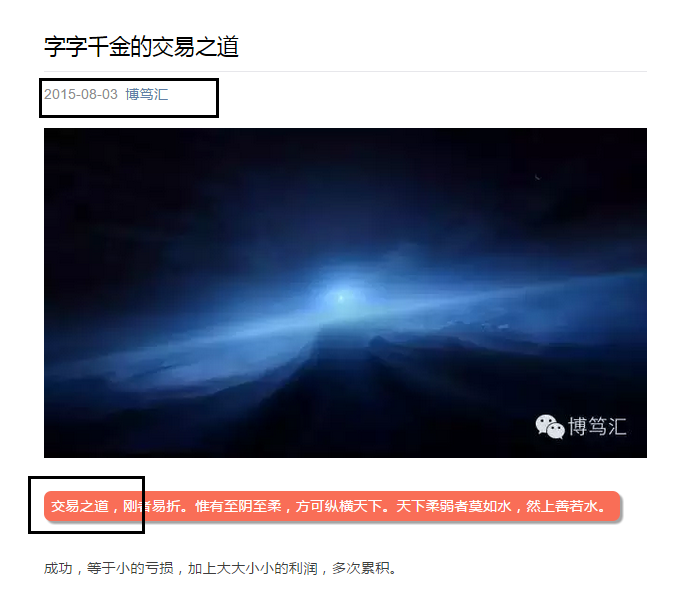 字字千金的交易之道
2015-08-03 博笃汇
博笃汇
交易之道，刚者易折。惟有至阴至柔，方可纵横天下。天下柔弱者莫如水，然上善若水。
成功，等于小的亏损，加上大大小小的利润，多次累积。